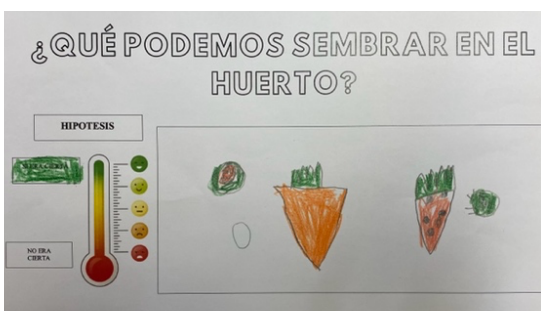 ¿QUÉ PODEMOS SEMBRAR EN EL
HUERTO?
HIPOTESIS
NO ERA
CIERTA